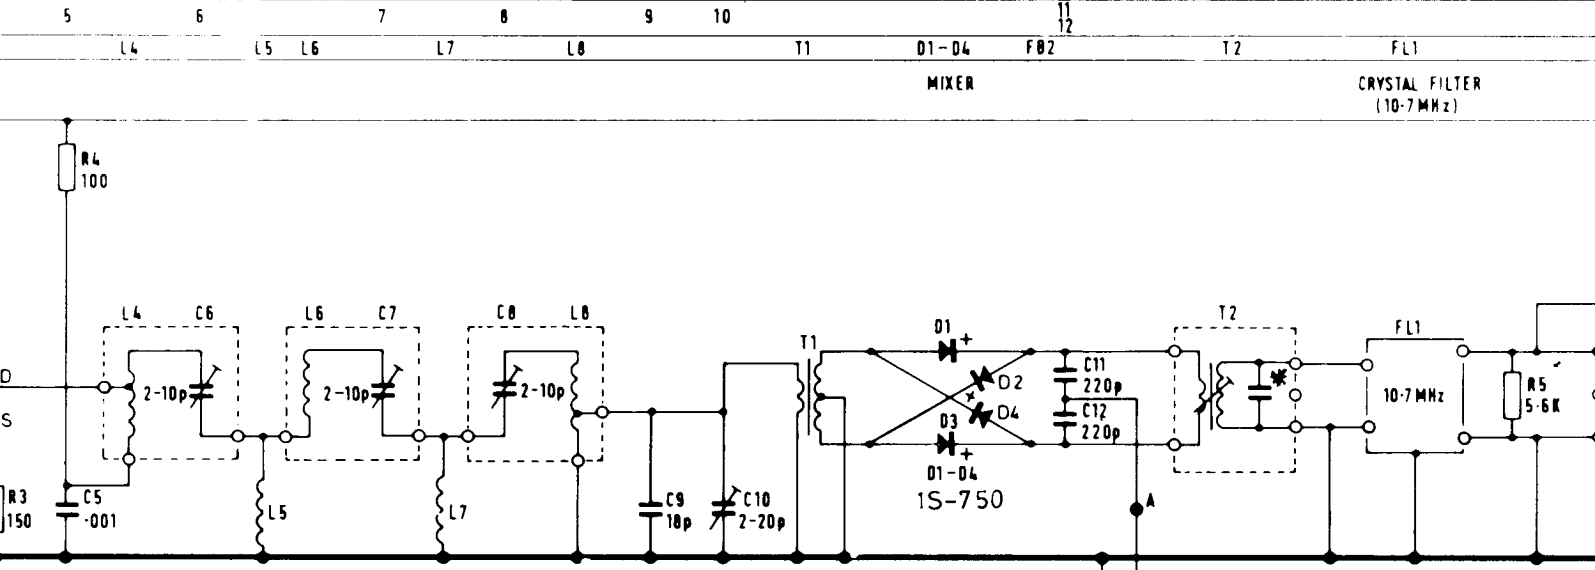 5 6 7 8 9 10 11
12
L4 L5 L6 L7 L8 T1 D1-D4 FB2 T2 FL1
MIXER CRYSTAL FILTER
(10·7MHz)
R4
100
L4 C6 L6 C7 C8 L8 T1 D1 + T2 FL1
D
S
2-10p 2-10p 2-10p
D2
+
D4
D3
+
C11
220p
C12
220p
✱
10·7MHz
R5
5·6K
D1-D4
1S-750
R3
150
C5
·001
L5 L7
C9
18p
C10
2-20p
A